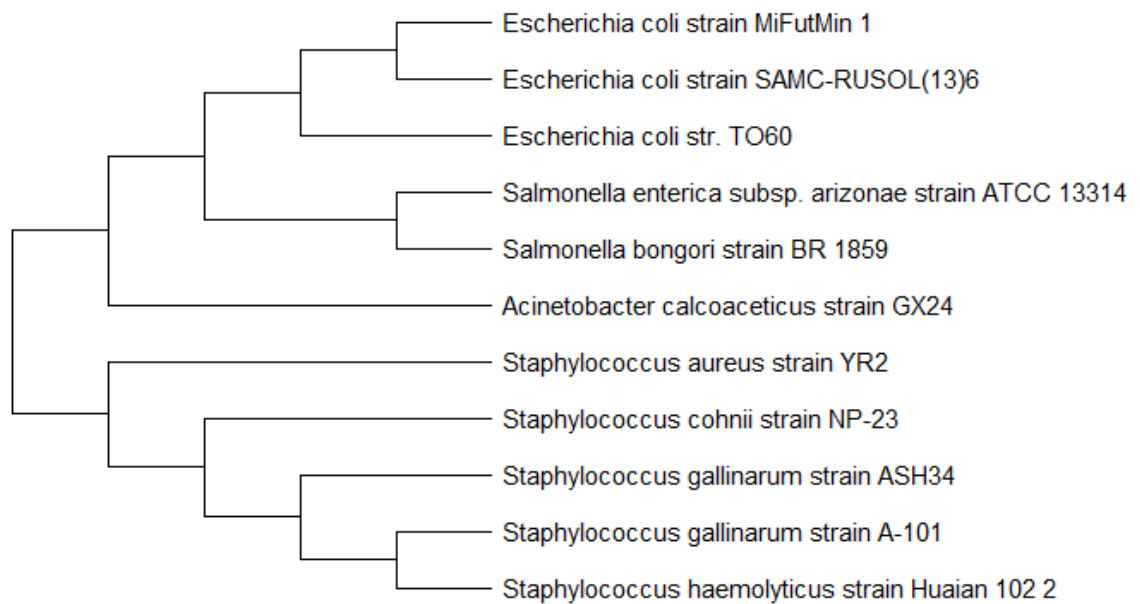 Escherichia coli strain MiFutMin 1
Escherichia coli strain SAMC-RUSOL(13)6
Escherichia coli str. TO60
Salmonella enterica subsp. arizonae strain ATCC 13314
Salmonella bongori strain BR 1859
Acinetobacter calcoaceticus strain GX24
Staphylococcus aureus strain YR2
Staphylococcus cohnii strain NP-23
Staphylococcus gallinarum strain ASH34
Staphylococcus gallinarum strain A-101
Staphylococcus haemolyticus strain Huaian 102 2